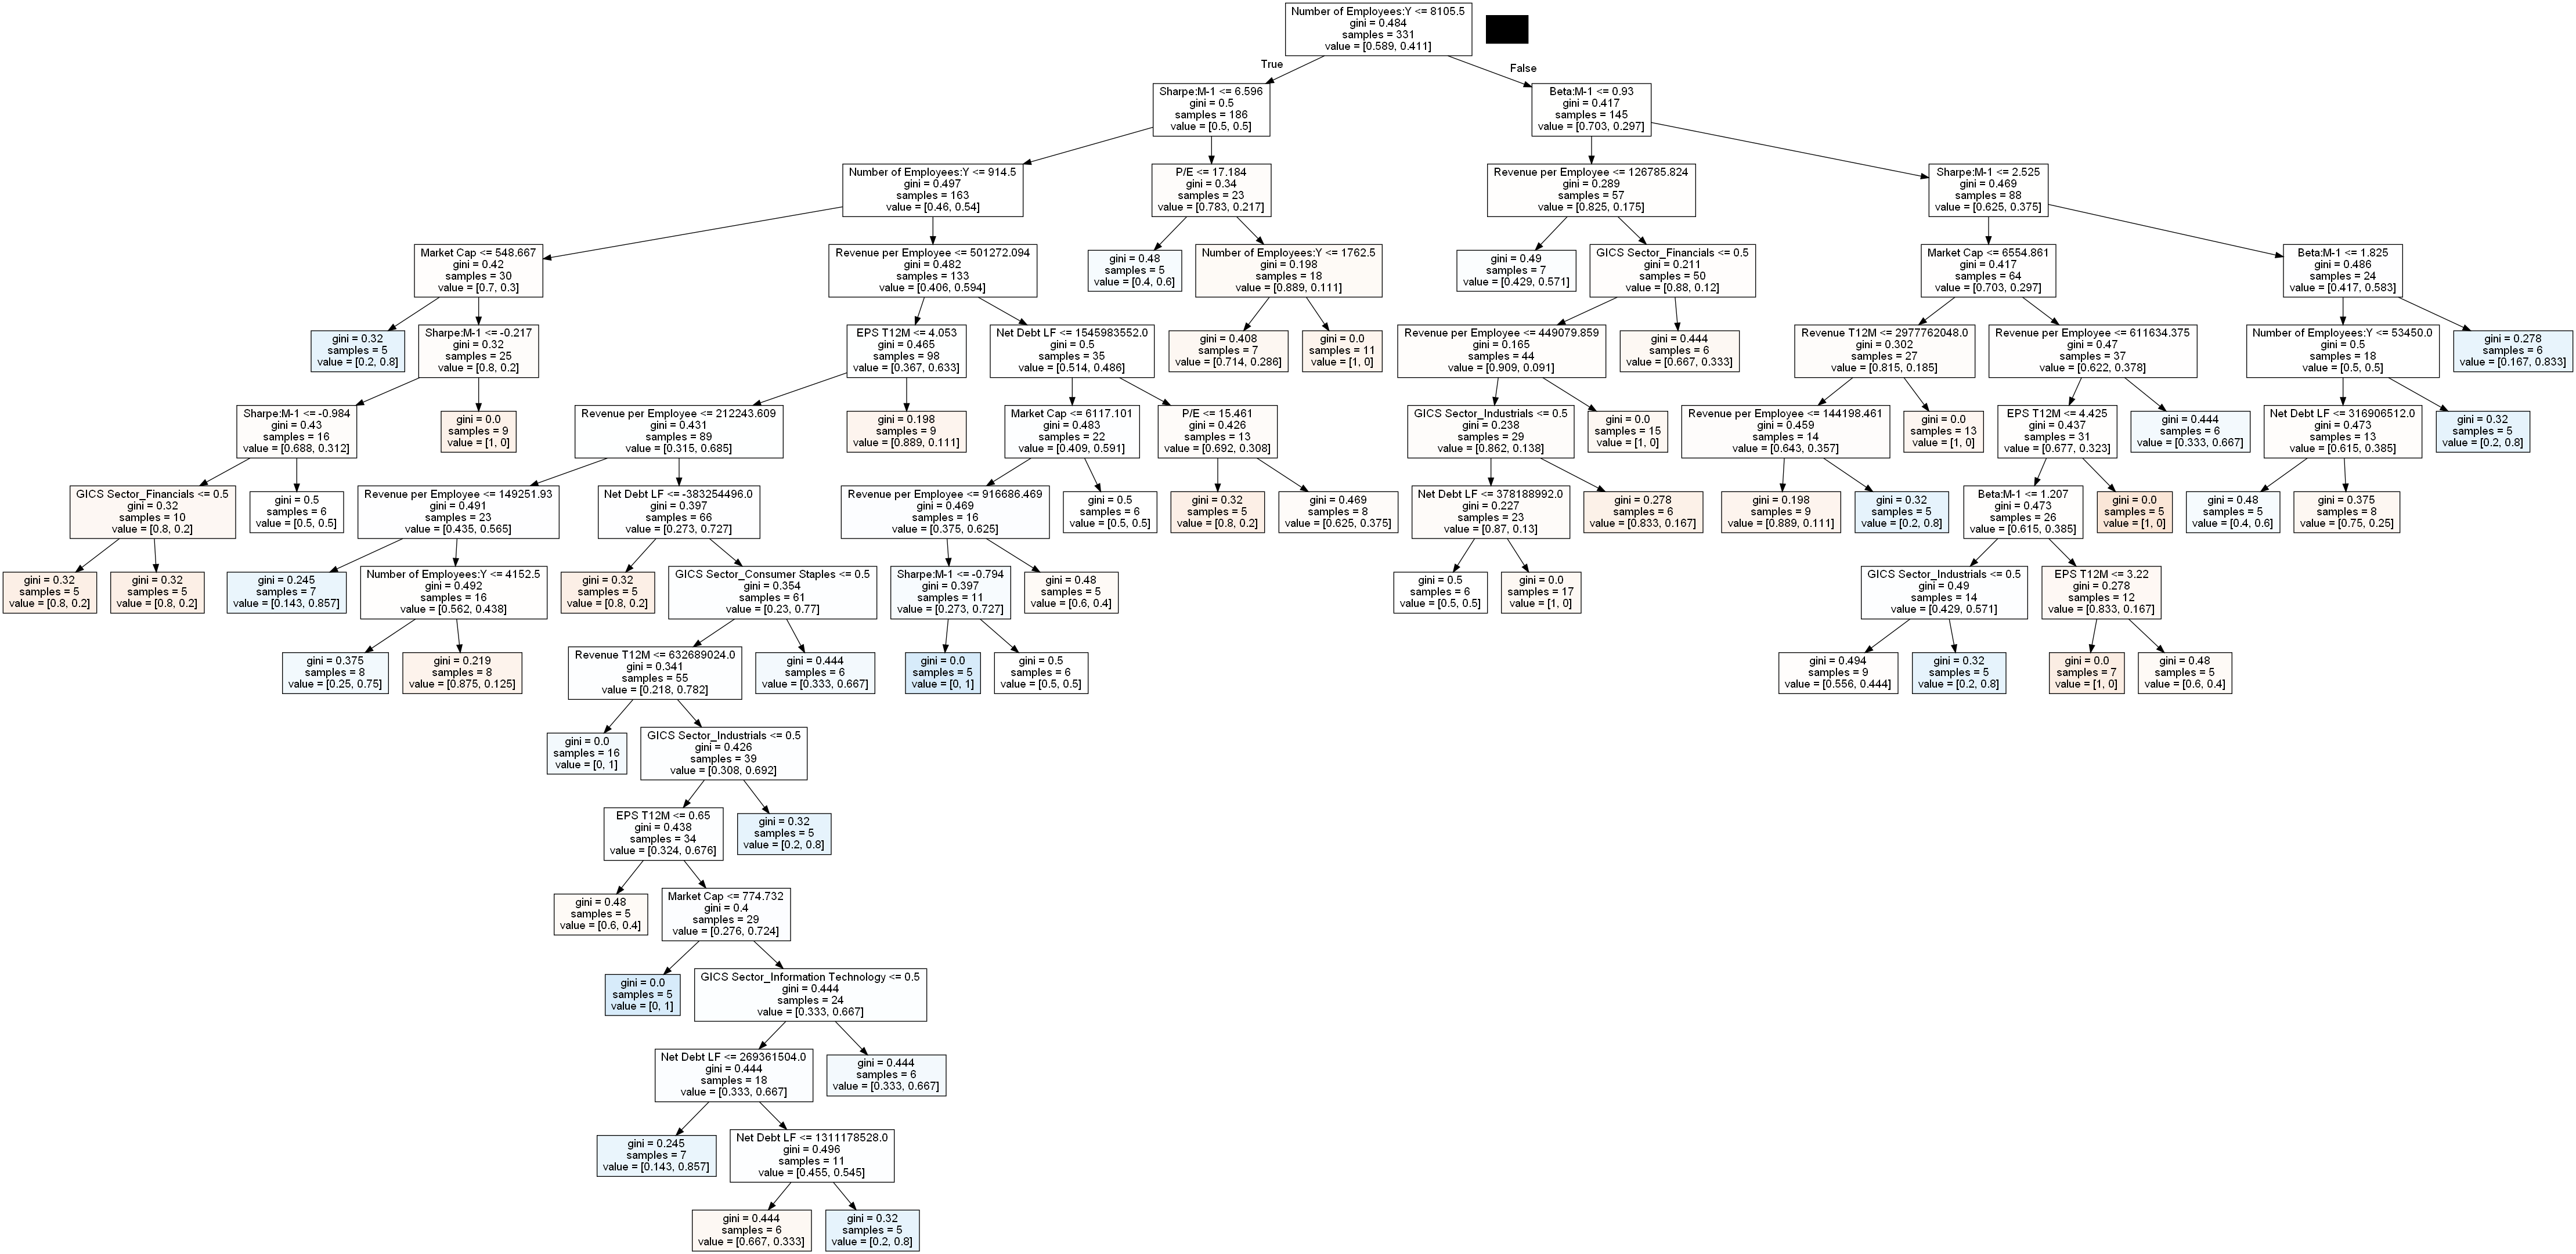 Number of Employees:Y <= 8105.5
gini = 0.484
samples = 331
value = [0.589, 0.411]
True
False
Sharpe:M-1 <= 6.596
gini = 0.5
samples = 186
value = [0.5, 0.5]
Beta:M-1 <= 0.93
gini = 0.417
samples = 145
value = [0.703, 0.297]
Number of Employees:Y <= 914.5
gini = 0.497
samples = 163
value = [0.46, 0.54]
P/E <= 17.184
gini = 0.34
samples = 23
value = [0.783, 0.217]
Revenue per Employee <= 126785.824
gini = 0.289
samples = 57
value = [0.825, 0.175]
Sharpe:M-1 <= 2.525
gini = 0.469
samples = 88
value = [0.625, 0.375]
Market Cap <= 548.667
gini = 0.42
samples = 30
value = [0.7, 0.3]
Revenue per Employee <= 501272.094
gini = 0.482
samples = 133
value = [0.406, 0.594]
gini = 0.48
samples = 5
value = [0.4, 0.6]
Number of Employees:Y <= 1762.5
gini = 0.198
samples = 18
value = [0.889, 0.111]
gini = 0.49
samples = 7
value = [0.429, 0.571]
GICS Sector_Financials <= 0.5
gini = 0.211
samples = 50
value = [0.88, 0.12]
Market Cap <= 6554.861
gini = 0.417
samples = 64
value = [0.703, 0.297]
Beta:M-1 <= 1.825
gini = 0.486
samples = 24
value = [0.417, 0.583]
gini = 0.32
samples = 5
value = [0.2, 0.8]
Sharpe:M-1 <= -0.217
gini = 0.32
samples = 25
value = [0.8, 0.2]
EPS T12M <= 4.053
gini = 0.465
samples = 98
value = [0.367, 0.633]
Net Debt LF <= 1545983552.0
gini = 0.5
samples = 35
value = [0.514, 0.486]
gini = 0.408
samples = 7
value = [0.714, 0.286]
gini = 0.0
samples = 11
value = [1, 0]
Revenue per Employee <= 449079.859
gini = 0.165
samples = 44
value = [0.909, 0.091]
gini = 0.444
samples = 6
value = [0.667, 0.333]
Revenue T12M <= 2977762048.0
gini = 0.302
samples = 27
value = [0.815, 0.185]
Revenue per Employee <= 611634.375
gini = 0.47
samples = 37
value = [0.622, 0.378]
Number of Employees:Y <= 53450.0
gini = 0.5
samples = 18
value = [0.5, 0.5]
gini = 0.278
samples = 6
value = [0.167, 0.833]
Sharpe:M-1 <= -0.984
gini = 0.43
samples = 16
value = [0.688, 0.312]
gini = 0.0
samples = 9
value = [1, 0]
Revenue per Employee <= 212243.609
gini = 0.431
samples = 89
value = [0.315, 0.685]
gini = 0.198
samples = 9
value = [0.889, 0.111]
Market Cap <= 6117.101
gini = 0.483
samples = 22
value = [0.409, 0.591]
P/E <= 15.461
gini = 0.426
samples = 13
value = [0.692, 0.308]
GICS Sector_Industrials <= 0.5
gini = 0.238
samples = 29
value = [0.862, 0.138]
gini = 0.0
samples = 15
value = [1, 0]
Revenue per Employee <= 144198.461
gini = 0.459
samples = 14
value = [0.643, 0.357]
gini = 0.0
samples = 13
value = [1, 0]
EPS T12M <= 4.425
gini = 0.437
samples = 31
value = [0.677, 0.323]
gini = 0.444
samples = 6
value = [0.333, 0.667]
Net Debt LF <= 316906512.0
gini = 0.473
samples = 13
value = [0.615, 0.385]
gini = 0.32
samples = 5
value = [0.2, 0.8]
GICS Sector_Financials <= 0.5
gini = 0.32
samples = 10
value = [0.8, 0.2]
gini = 0.5
samples = 6
value = [0.5, 0.5]
Revenue per Employee <= 149251.93
gini = 0.491
samples = 23
value = [0.435, 0.565]
Net Debt LF <= -383254496.0
gini = 0.397
samples = 66
value = [0.273, 0.727]
Revenue per Employee <= 916686.469
gini = 0.469
samples = 16
value = [0.375, 0.625]
gini = 0.5
samples = 6
value = [0.5, 0.5]
gini = 0.32
samples = 5
value = [0.8, 0.2]
gini = 0.469
samples = 8
value = [0.625, 0.375]
Net Debt LF <= 378188992.0
gini = 0.227
samples = 23
value = [0.87, 0.13]
gini = 0.278
samples = 6
value = [0.833, 0.167]
gini = 0.198
samples = 9
value = [0.889, 0.111]
gini = 0.32
samples = 5
value = [0.2, 0.8]
Beta:M-1 <= 1.207
gini = 0.473
samples = 26
value = [0.615, 0.385]
gini = 0.0
samples = 5
value = [1, 0]
gini = 0.48
samples = 5
value = [0.4, 0.6]
gini = 0.375
samples = 8
value = [0.75, 0.25]
gini = 0.32
samples = 5
value = [0.8, 0.2]
gini = 0.32
samples = 5
value = [0.8, 0.2]
gini = 0.245
samples = 7
value = [0.143, 0.857]
Number of Employees:Y <= 4152.5
gini = 0.492
samples = 16
value = [0.562, 0.438]
gini = 0.32
samples = 5
value = [0.8, 0.2]
GICS Sector_Consumer Staples <= 0.5
gini = 0.354
samples = 61
value = [0.23, 0.77]
Sharpe:M-1 <= -0.794
gini = 0.397
samples = 11
value = [0.273, 0.727]
gini = 0.48
samples = 5
value = [0.6, 0.4]
gini = 0.5
samples = 6
value = [0.5, 0.5]
gini = 0.0
samples = 17
value = [1, 0]
GICS Sector_Industrials <= 0.5
gini = 0.49
samples = 14
value = [0.429, 0.571]
EPS T12M <= 3.22
gini = 0.278
samples = 12
value = [0.833, 0.167]
gini = 0.375
samples = 8
value = [0.25, 0.75]
gini = 0.219
samples = 8
value = [0.875, 0.125]
Revenue T12M <= 632689024.0
gini = 0.341
samples = 55
value = [0.218, 0.782]
gini = 0.444
samples = 6
value = [0.333, 0.667]
gini = 0.0
samples = 5
value = [0, 1]
gini = 0.5
samples = 6
value = [0.5, 0.5]
gini = 0.494
samples = 9
value = [0.556, 0.444]
gini = 0.32
samples = 5
value = [0.2, 0.8]
gini = 0.0
samples = 7
value = [1, 0]
gini = 0.48
samples = 5
value = [0.6, 0.4]
gini = 0.0
samples = 16
value = [0, 1]
GICS Sector_Industrials <= 0.5
gini = 0.426
samples = 39
value = [0.308, 0.692]
EPS T12M <= 0.65
gini = 0.438
samples = 34
value = [0.324, 0.676]
gini = 0.32
samples = 5
value = [0.2, 0.8]
gini = 0.48
samples = 5
value = [0.6, 0.4]
Market Cap <= 774.732
gini = 0.4
samples = 29
value = [0.276, 0.724]
gini = 0.0
samples = 5
value = [0, 1]
GICS Sector_Information Technology <= 0.5
gini = 0.444
samples = 24
value = [0.333, 0.667]
Net Debt LF <= 269361504.0
gini = 0.444
samples = 18
value = [0.333, 0.667]
gini = 0.444
samples = 6
value = [0.333, 0.667]
gini = 0.245
samples = 7
value = [0.143, 0.857]
Net Debt LF <= 1311178528.0
gini = 0.496
samples = 11
value = [0.455, 0.545]
gini = 0.444
samples = 6
value = [0.667, 0.333]
gini = 0.32
samples = 5
value = [0.2, 0.8]